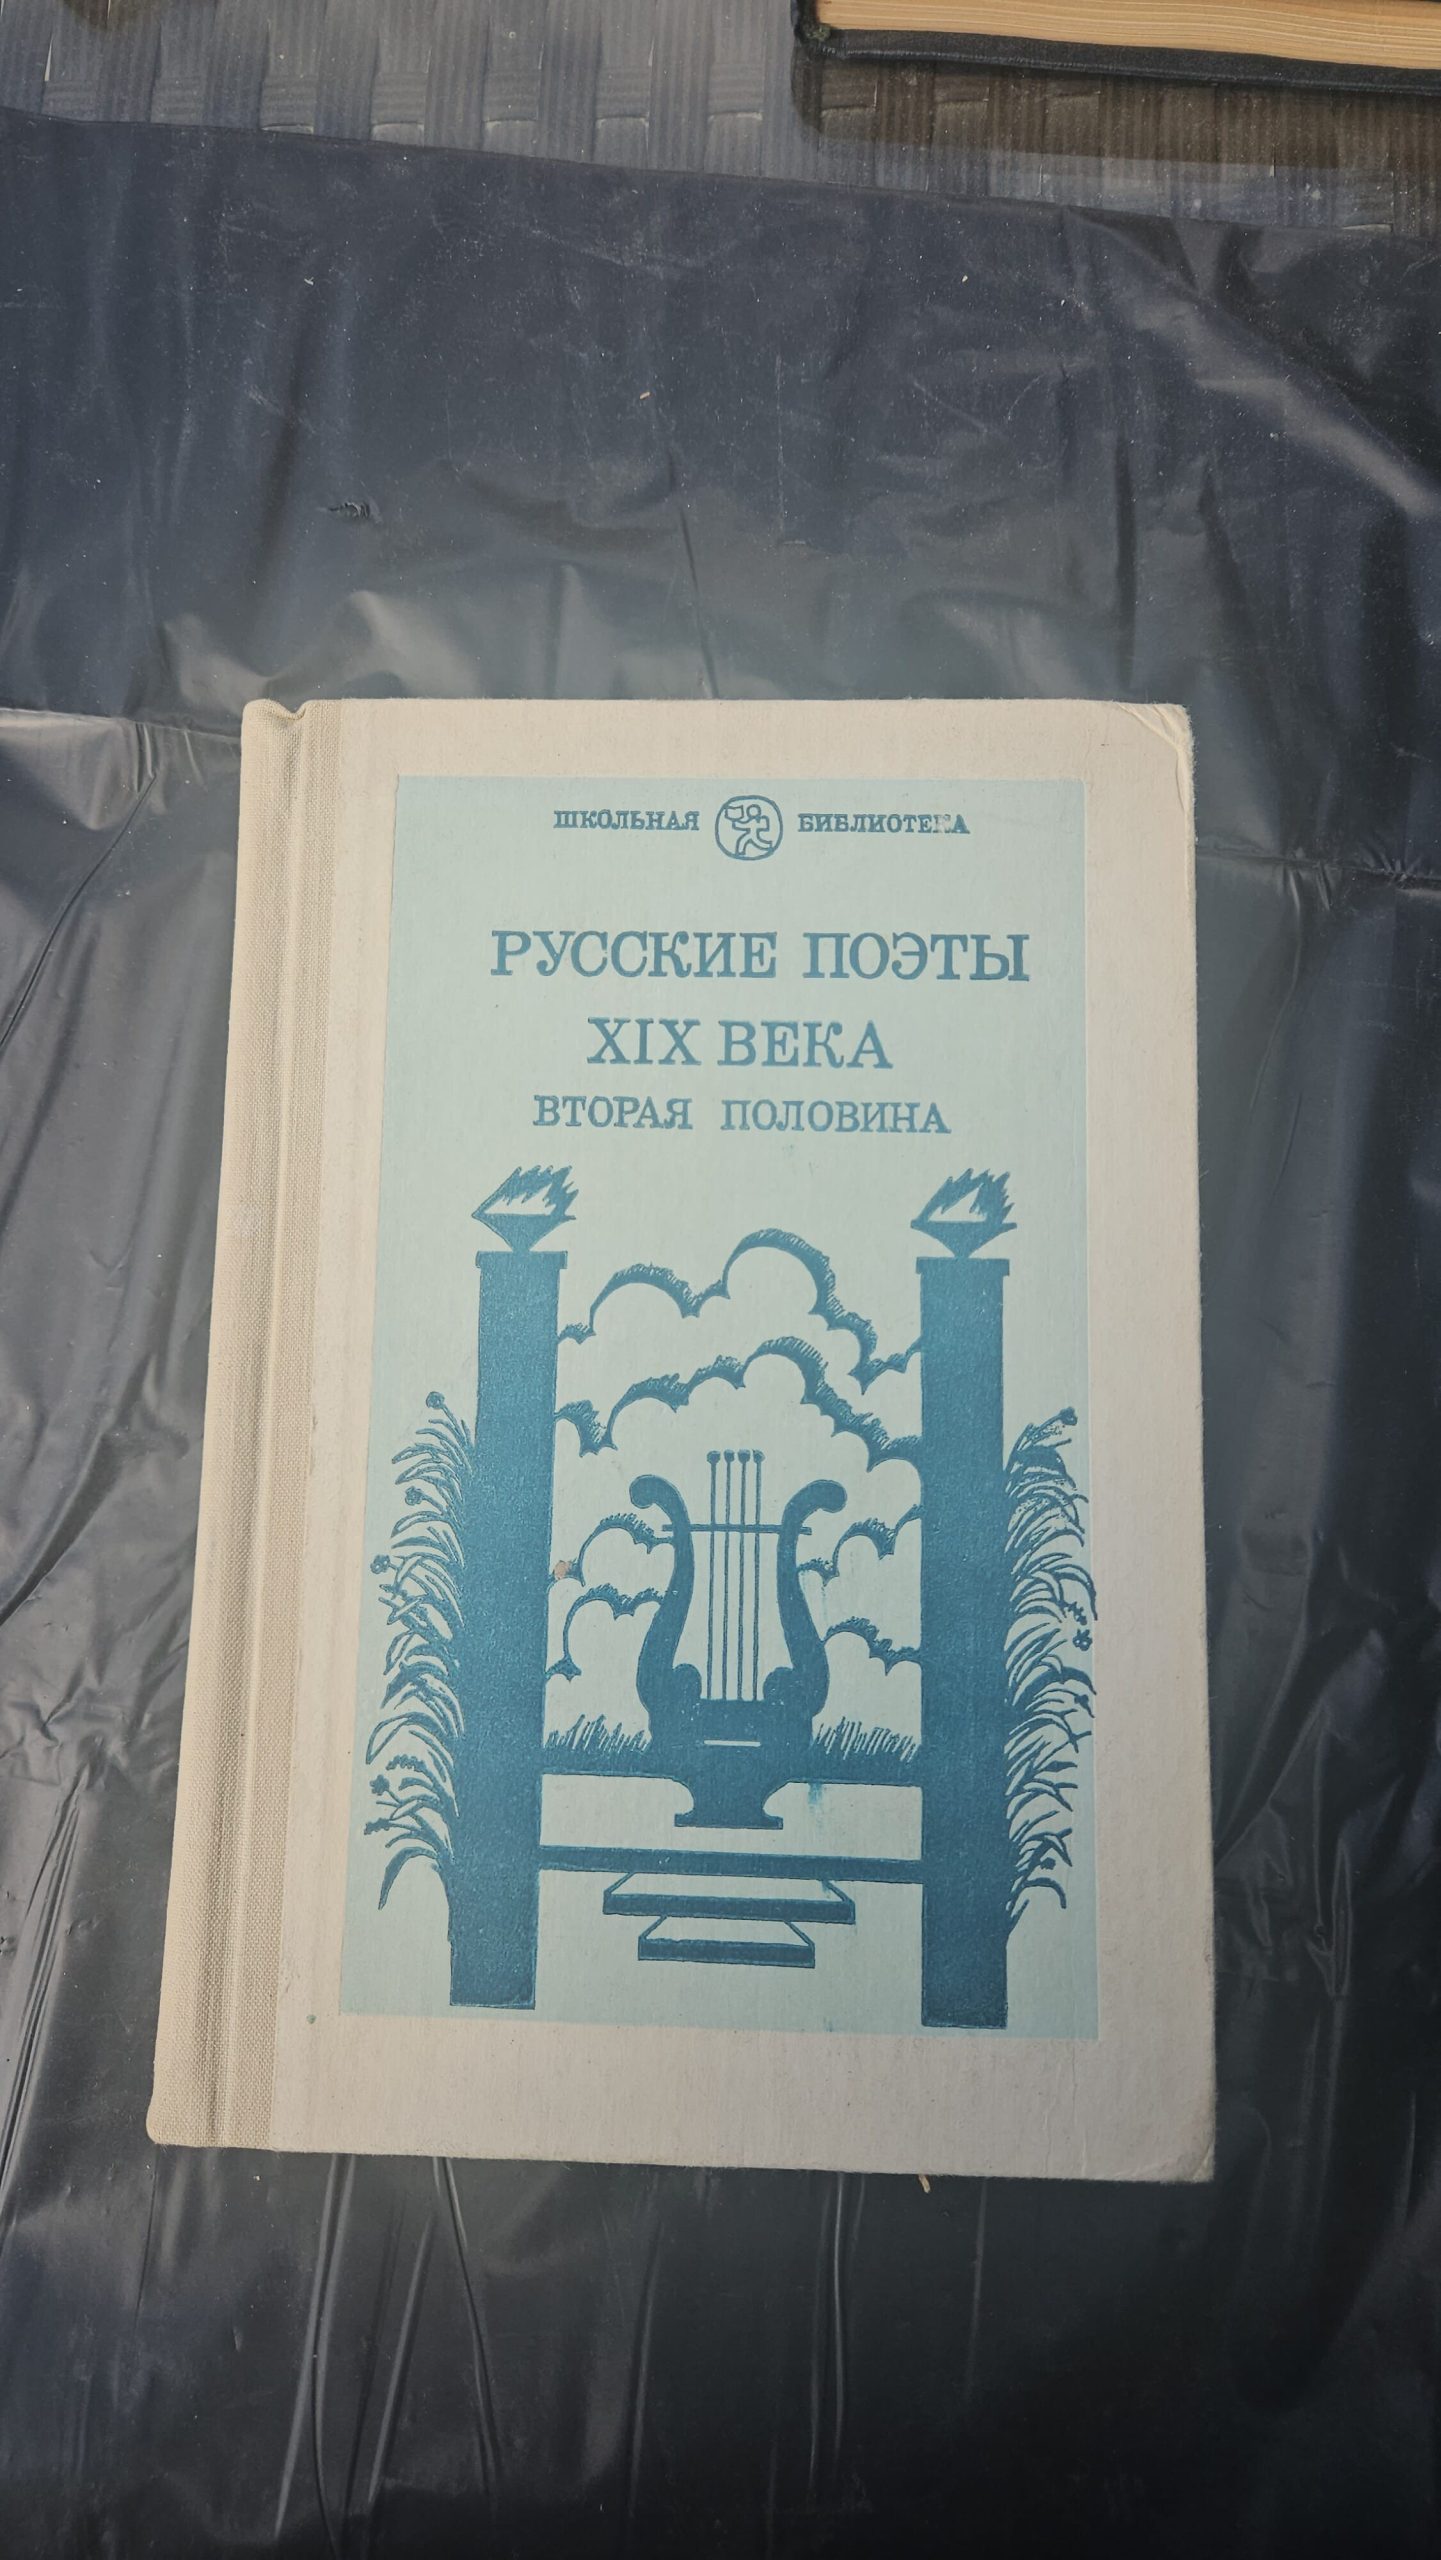 ШКОЛЬНАЯ БИБЛИОТЕКА
РУССКИЕ ПОЭТЫ
XIX ВЕКА
ВТОРАЯ ПОЛОВИНА